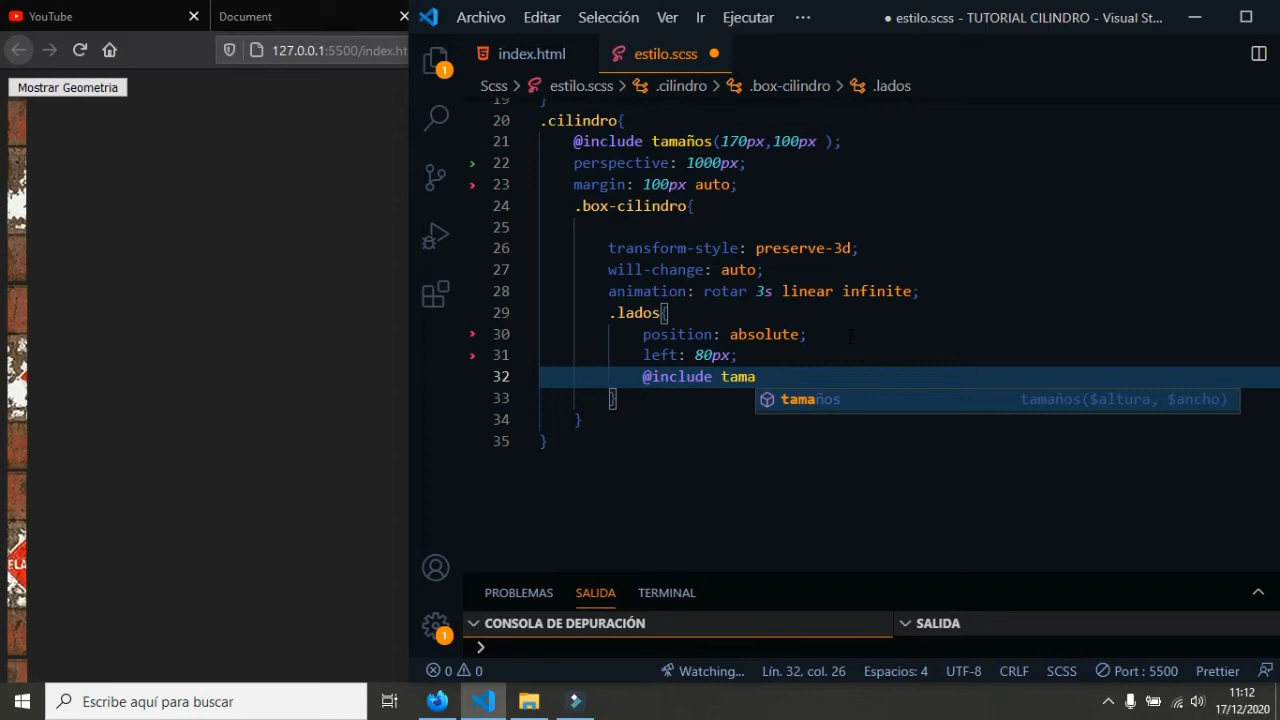 YouTube
Document
Archivo Editar Selección Ver Ir Ejecutar ···
● estilo.scss - TUTORIAL CILINDRO - Visual St...
127.0.0.1:5500/index.ht
1
index.html
estilo.scss
Scss > estilo.scss > .cilindro > .box-cilindro > .lados
Mostrar Geometria
19 }
20 .cilindro{
21 @include tamaños(170px,100px );
22 perspective: 1000px;
23 margin: 100px auto;
24 .box-cilindro{
25
26 transform-style: preserve-3d;
27 will-change: auto;
28 animation: rotar 3s linear infinite;
29 .lados{
30 position: absolute;
31 left: 80px;
32 @include tama
tamaños tamaños($altura, $ancho)
33 }
34 }
35 }
PROBLEMAS SALIDA TERMINAL
CONSOLA DE DEPURACIÓN
SALIDA
1
0 0
Watching... Lín. 32, col. 26 Espacios: 4 UTF-8 CRLF SCSS Port : 5500 Prettier
Escribe aquí para buscar
11:12
17/12/2020